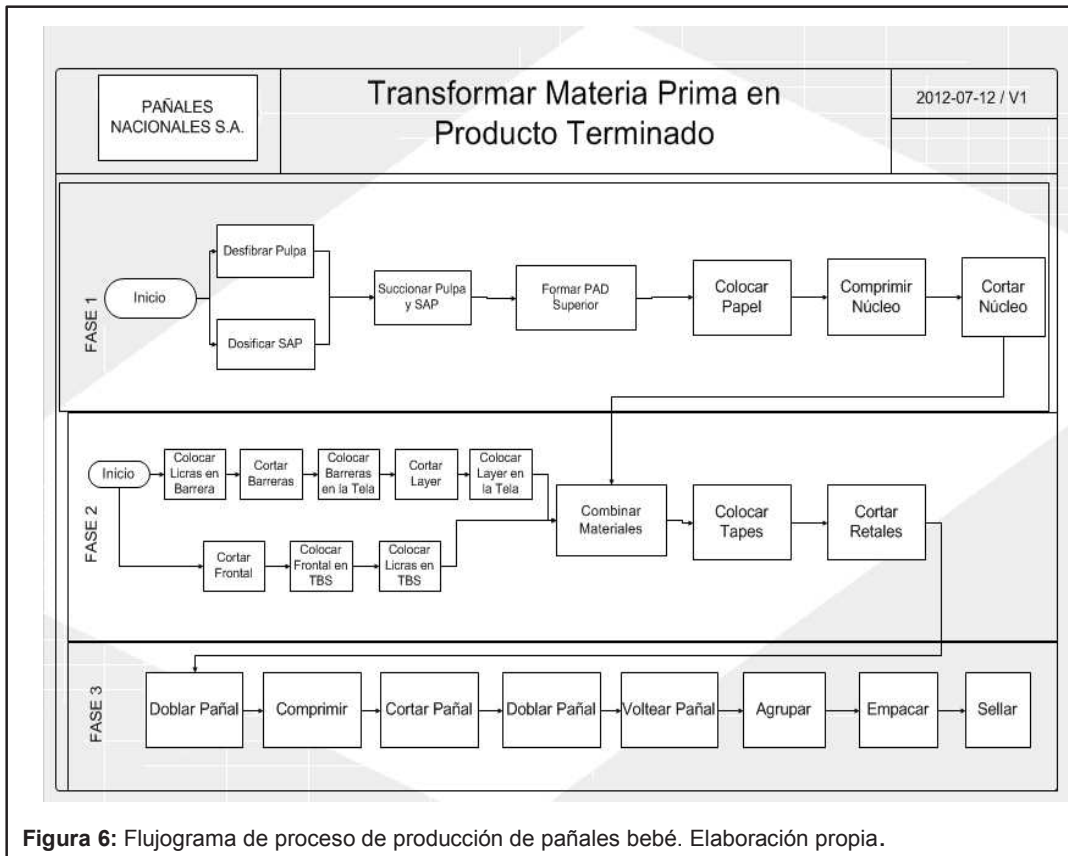 PAÑALES
NACIONALES S.A.
Transformar Materia Prima en
Producto Terminado
2012-07-12 / V1
FASE 1
Inicio
Desfibrar Pulpa
Dosificar SAP
Succionar Pulpa
y SAP
Formar PAD
Superior
Colocar
Papel
Comprimir
Núcleo
Cortar
Núcleo
FASE 2
Inicio
Colocar
Licras en
Barrera
Cortar
Barreras
Colocar
Barreras
en la Tela
Cortar
Layer
Colocar
Layer en
la Tela
Cortar
Frontal
Colocar
Frontal en
TBS
Colocar
Licras en
TBS
Combinar
Materiales
Colocar
Tapes
Cortar
Retales
FASE 3
Doblar Pañal
Comprimir
Cortar Pañal
Doblar Pañal
Voltear Pañal
Agrupar
Empacar
Sellar
Figura 6: Flujograma de proceso de producción de pañales bebé. Elaboración propia.